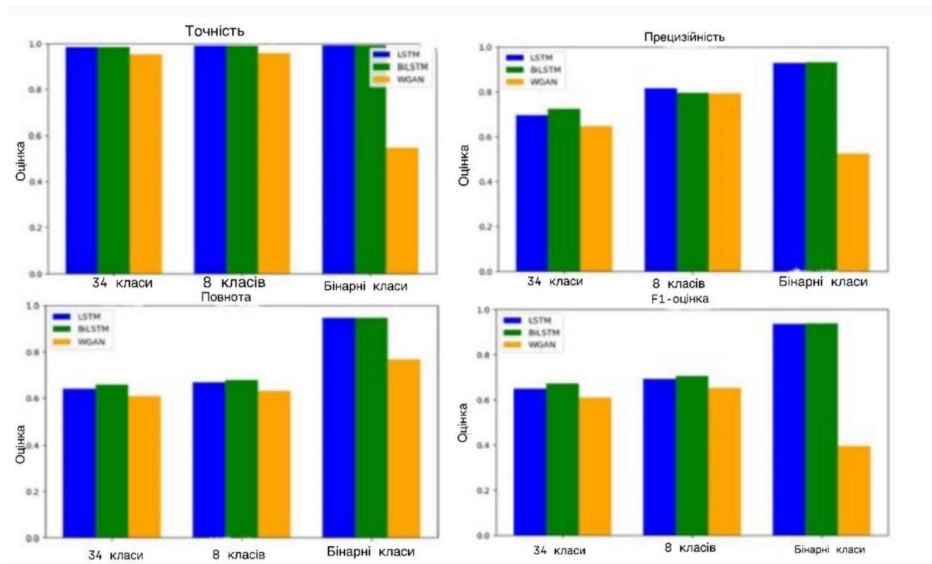 Точність
1.0
0.8
0.6
0.4
0.2
0.0
Оцінка
LSTM
BiLSTM
WGAN
34 класи
8 класів
Бінарні класи
Прецизійність
1.0
0.8
0.6
0.4
0.2
0.0
Оцінка
LSTM
BiLSTM
WGAN
34 класи
8 класів
Бінарні класи
Повнота
1.0
0.8
0.6
0.4
0.2
0.0
Оцінка
LSTM
BiLSTM
WGAN
34 класи
8 класів
Бінарні класи
F1-оцінка
1.0
0.8
0.6
0.4
0.2
0.0
Оцінка
LSTM
BiLSTM
WGAN
34 класи
8 класів
Бінарні класи